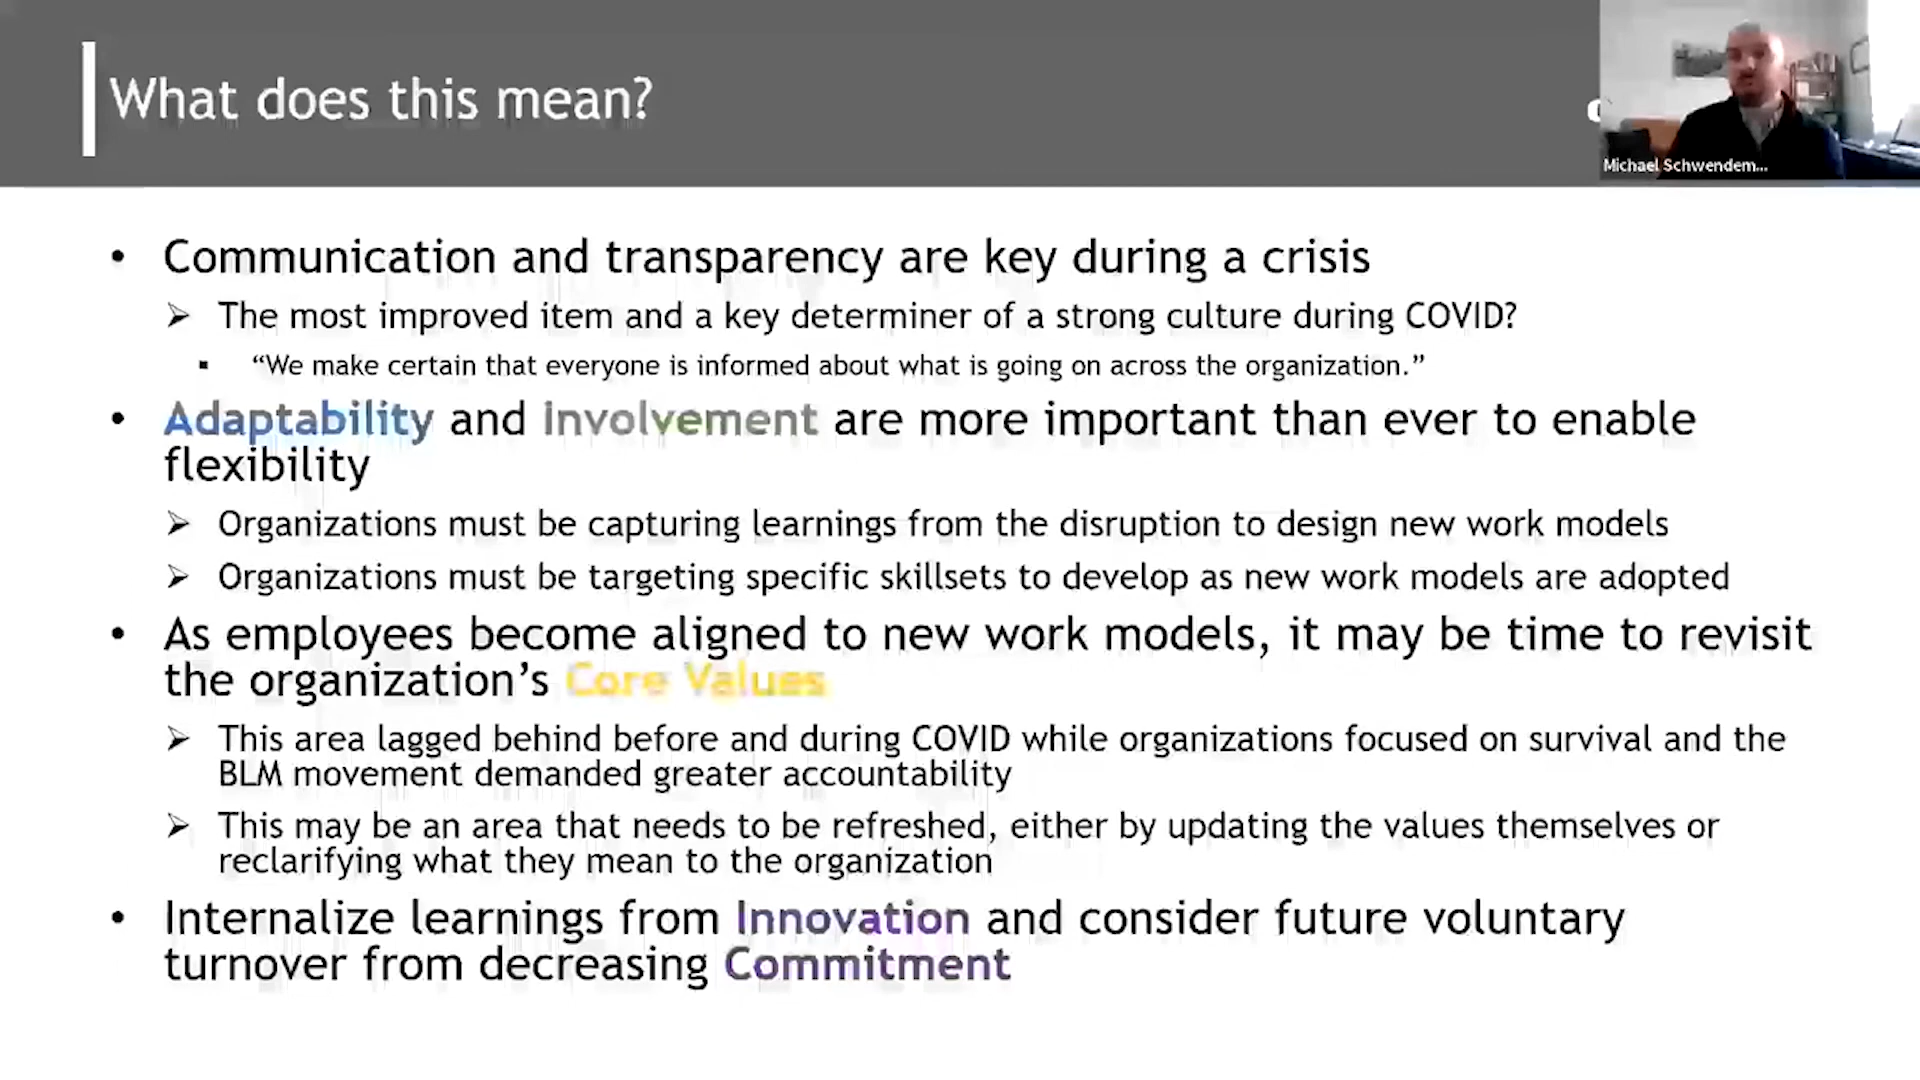 What does this mean?
Michael Schwendem...
• Communication and transparency are key during a crisis
➢ The most improved item and a key determiner of a strong culture during COVID?
▪ “We make certain that everyone is informed about what is going on across the organization.”
• Adaptability and Involvement are more important than ever to enable
flexibility
➢ Organizations must be capturing learnings from the disruption to design new work models
➢ Organizations must be targeting specific skillsets to develop as new work models are adopted
• As employees become aligned to new work models, it may be time to revisit
the organization’s Core Values
➢ This area lagged behind before and during COVID while organizations focused on survival and the
BLM movement demanded greater accountability
➢ This may be an area that needs to be refreshed, either by updating the values themselves or
reclarifying what they mean to the organization
• Internalize learnings from Innovation and consider future voluntary
turnover from decreasing Commitment